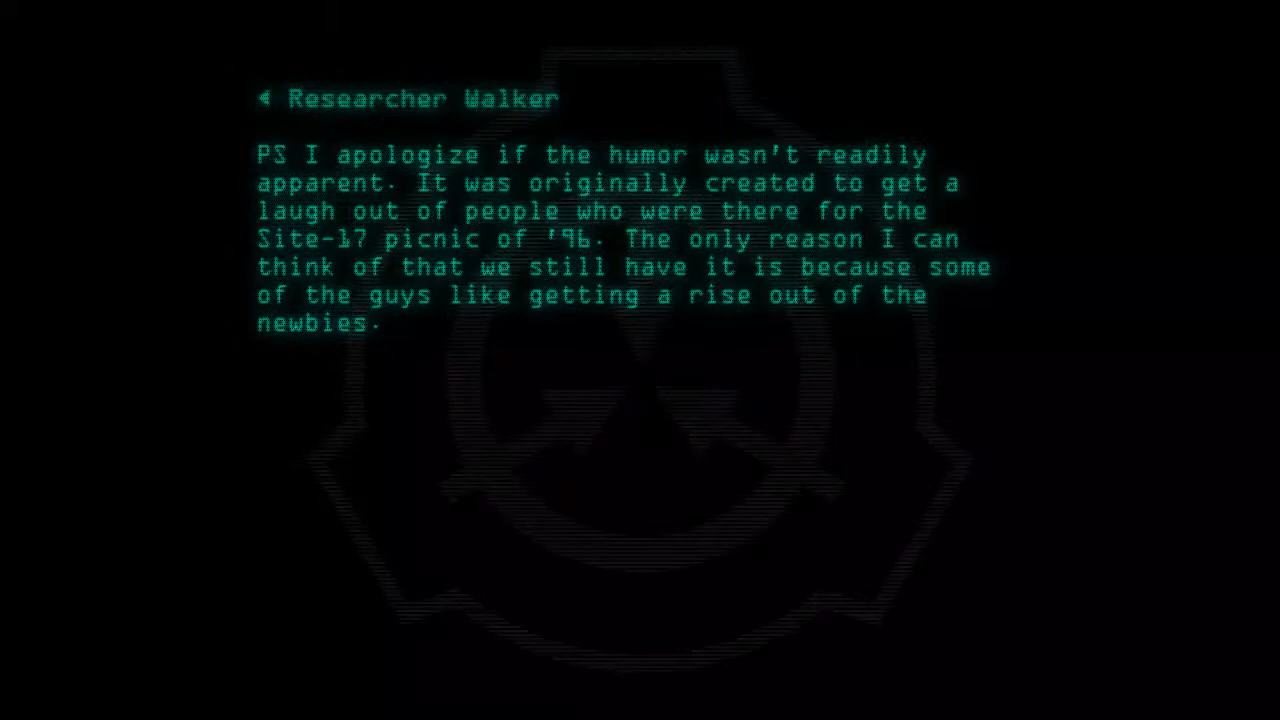 ◄ Researcher Walker
PS I apologize if the humor wasn't readily
apparent. It was originally created to get a
laugh out of people who were there for the
Site-17 picnic of '96. The only reason I can
think of that we still have it is because some
of the guys like getting a rise out of the
newbies.